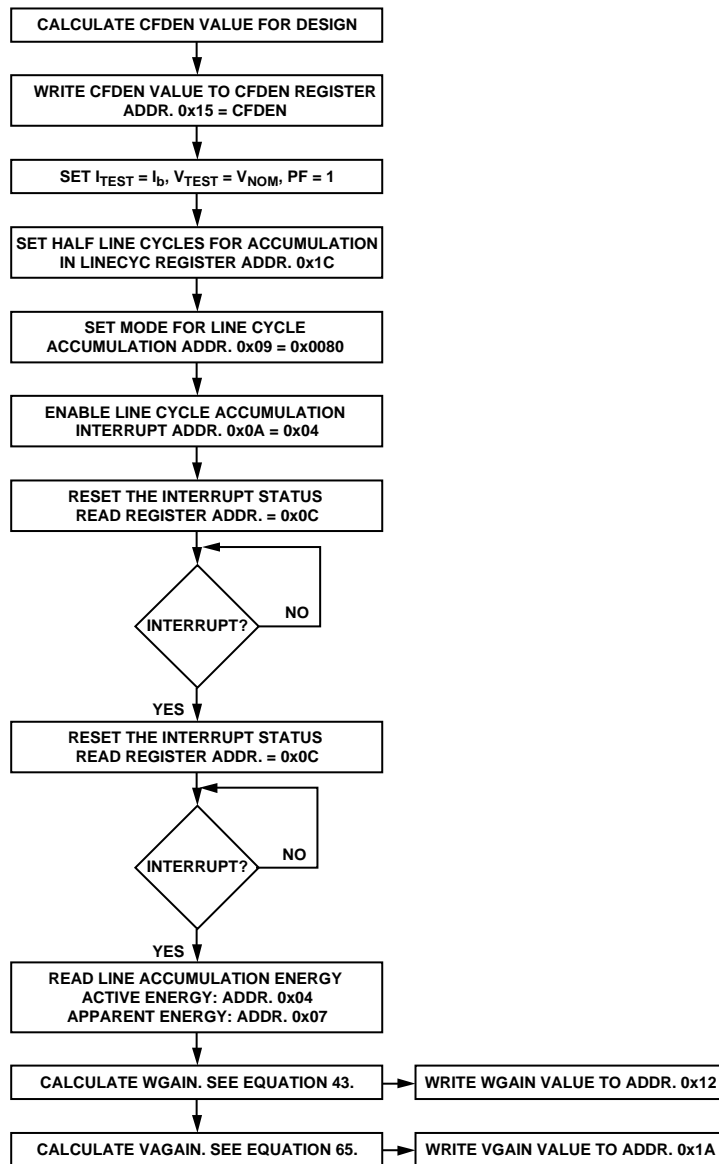 CALCULATE CFDEN VALUE FOR DESIGN
WRITE CFDEN VALUE TO CFDEN REGISTER
ADDR. 0x15 = CFDEN
SET I_TEST = I_b, V_TEST = V_NOM, PF = 1
SET HALF LINE CYCLES FOR ACCUMULATION
IN LINECYC REGISTER ADDR. 0x1C
SET MODE FOR LINE CYCLE
ACCUMULATION ADDR. 0x09 = 0x0080
ENABLE LINE CYCLE ACCUMULATION
INTERRUPT ADDR. 0x0A = 0x04
RESET THE INTERRUPT STATUS
READ REGISTER ADDR. = 0x0C
INTERRUPT?
NO
YES
RESET THE INTERRUPT STATUS
READ REGISTER ADDR. = 0x0C
INTERRUPT?
NO
YES
READ LINE ACCUMULATION ENERGY
ACTIVE ENERGY: ADDR. 0x04
APPARENT ENERGY: ADDR. 0x07
CALCULATE WGAIN. SEE EQUATION 43.
WRITE WGAIN VALUE TO ADDR. 0x12
CALCULATE VAGAIN. SEE EQUATION 65.
WRITE VGAIN VALUE TO ADDR. 0x1A